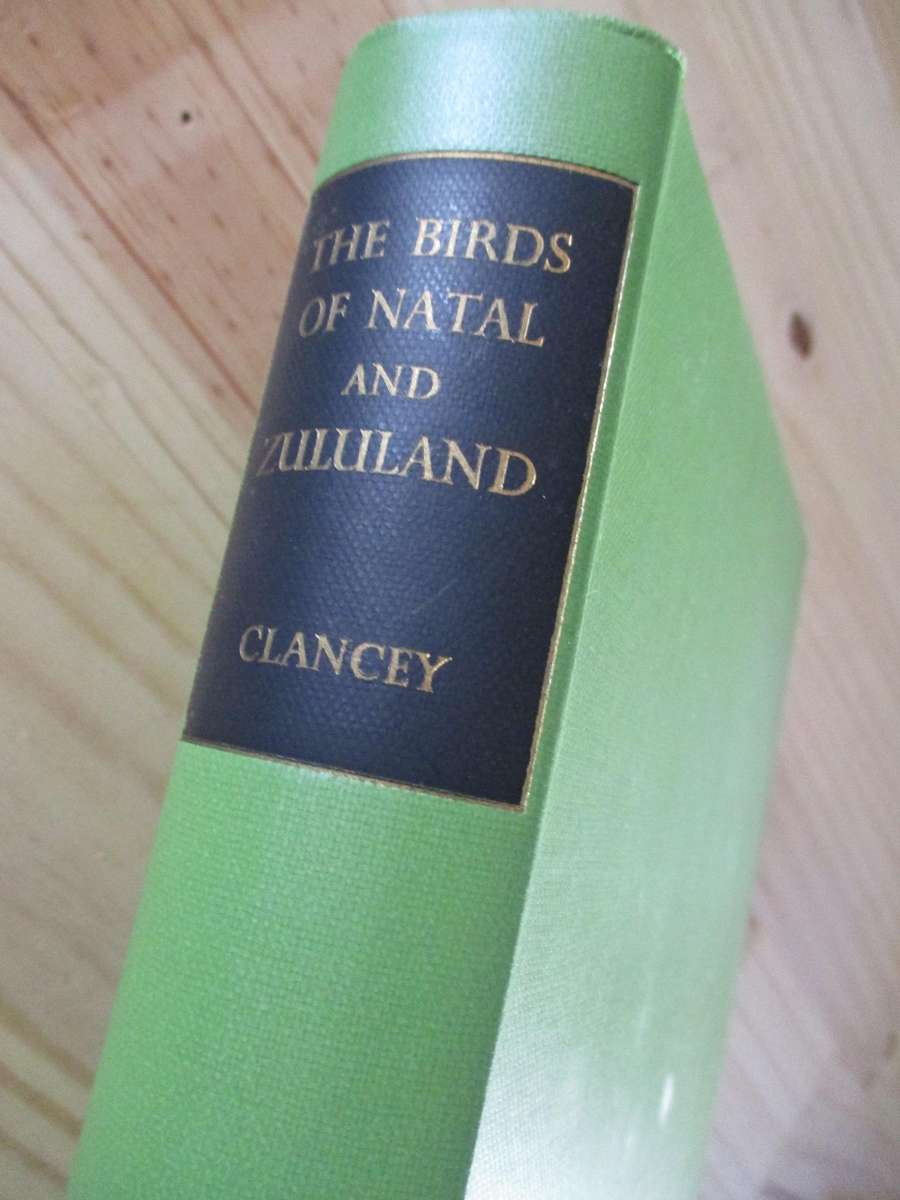 THE BIRDS
OF NATAL
AND
ZULULAND
CLANCEY